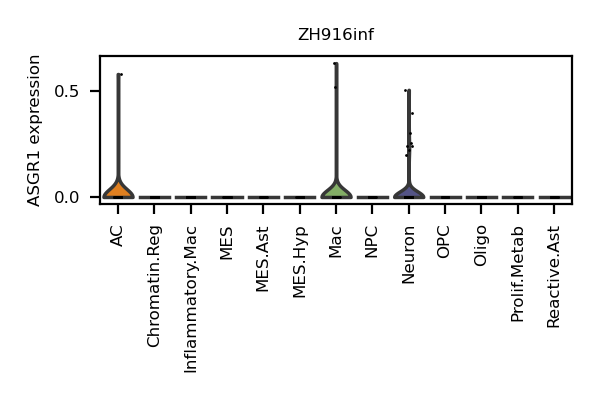 ZH916inf
ASGR1 expression
0.5
0.0
AC
Chromatin.Reg
Inflammatory.Mac
MES
MES.Ast
MES.Hyp
Mac
NPC
Neuron
OPC
Oligo
Prolif.Metab
Reactive.Ast